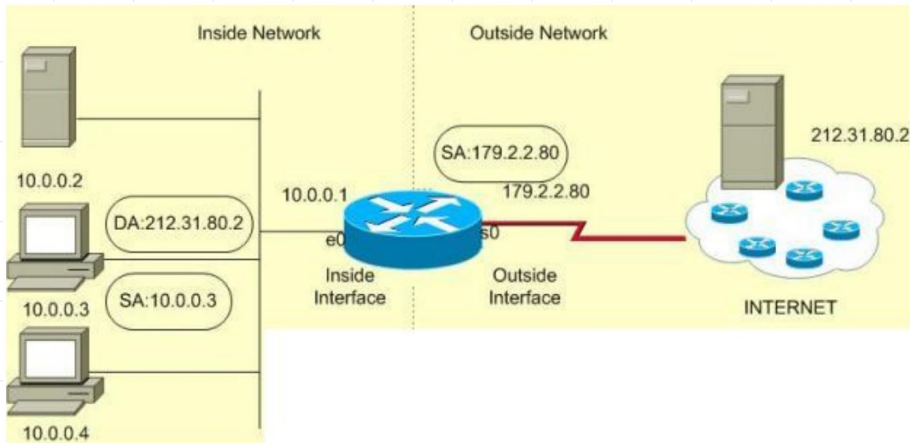 Inside Network
Outside Network
212.31.80.2
SA:179.2.2.80
10.0.0.2
10.0.0.1
179.2.2.80
DA:212.31.80.2
e0
s0
Inside
Interface
Outside
Interface
10.0.0.3
SA:10.0.0.3
INTERNET
10.0.0.4